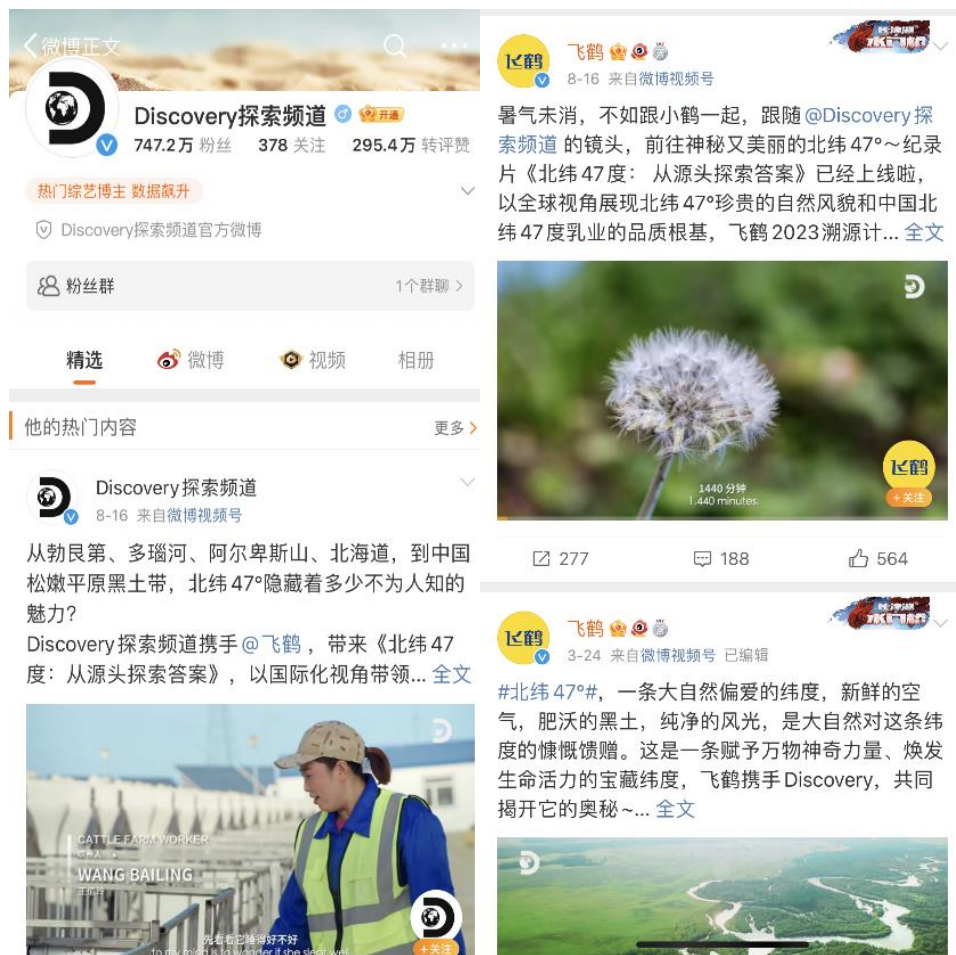 微博正文
Discovery探索频道
开通
747.2万 粉丝 378 关注 295.4万 转评赞
热门综艺博主 数据飙升
Discovery探索频道官方微博
粉丝群
1个群聊
精选 微博 视频 相册
他的热门内容
更多
Discovery探索频道
8-16 来自微博视频号
从勃艮第、多瑙河、阿尔卑斯山、北海道，到中国
松嫩平原黑土带，北纬47°隐藏着多少不为人知的
魅力？
Discovery探索频道携手@飞鹤 ，带来《北纬47
度：从源头探索答案》，以国际化视角带领... 全文
CATTLE FARM WORKER
WANG BAILING
先看看它睡得好不好
to my mind is to wonder if she slept well
+关注
飞鹤
飞鹤
8-16 来自微博视频号
暑气未消，不如跟小鹤一起，跟随@Discovery探
索频道 的镜头，前往神秘又美丽的北纬47°～纪录
片《北纬47度： 从源头探索答案》已经上线啦，
以全球视角展现北纬47°珍贵的自然风貌和中国北
纬47度乳业的品质根基，飞鹤2023溯源计... 全文
1440 分钟
1,440 minutes.
飞鹤
+关注
277 188 564
飞鹤
飞鹤
3-24 来自微博视频号 已编辑
#北纬47°#，一条大自然偏爱的纬度，新鲜的空
气，肥沃的黑土，纯净的风光，是大自然对这条纬
度的慷慨馈赠。这是一条赋予万物神奇力量、焕发
生命活力的宝藏纬度，飞鹤携手Discovery，共同
揭开它的奥秘~... 全文